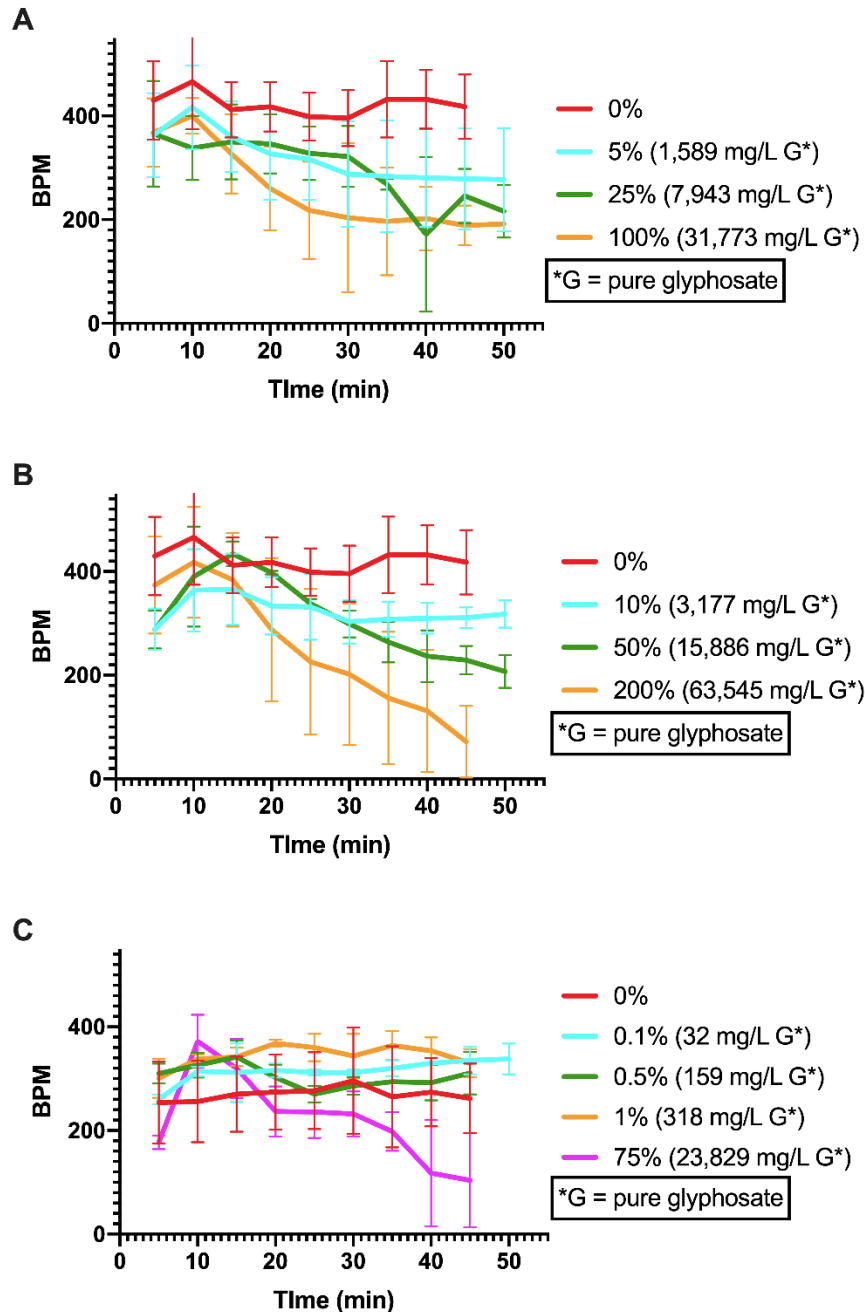 A
BPM
400
200
0
0
10
20
30
40
50
TIme (min)
0%
5% (1,589 mg/L G*)
25% (7,943 mg/L G*)
100% (31,773 mg/L G*)
*G = pure glyphosate
B
BPM
400
200
0
0
10
20
30
40
50
TIme (min)
0%
10% (3,177 mg/L G*)
50% (15,886 mg/L G*)
200% (63,545 mg/L G*)
*G = pure glyphosate
C
BPM
400
200
0
0
10
20
30
40
50
TIme (min)
0%
0.1% (32 mg/L G*)
0.5% (159 mg/L G*)
1% (318 mg/L G*)
75% (23,829 mg/L G*)
*G = pure glyphosate